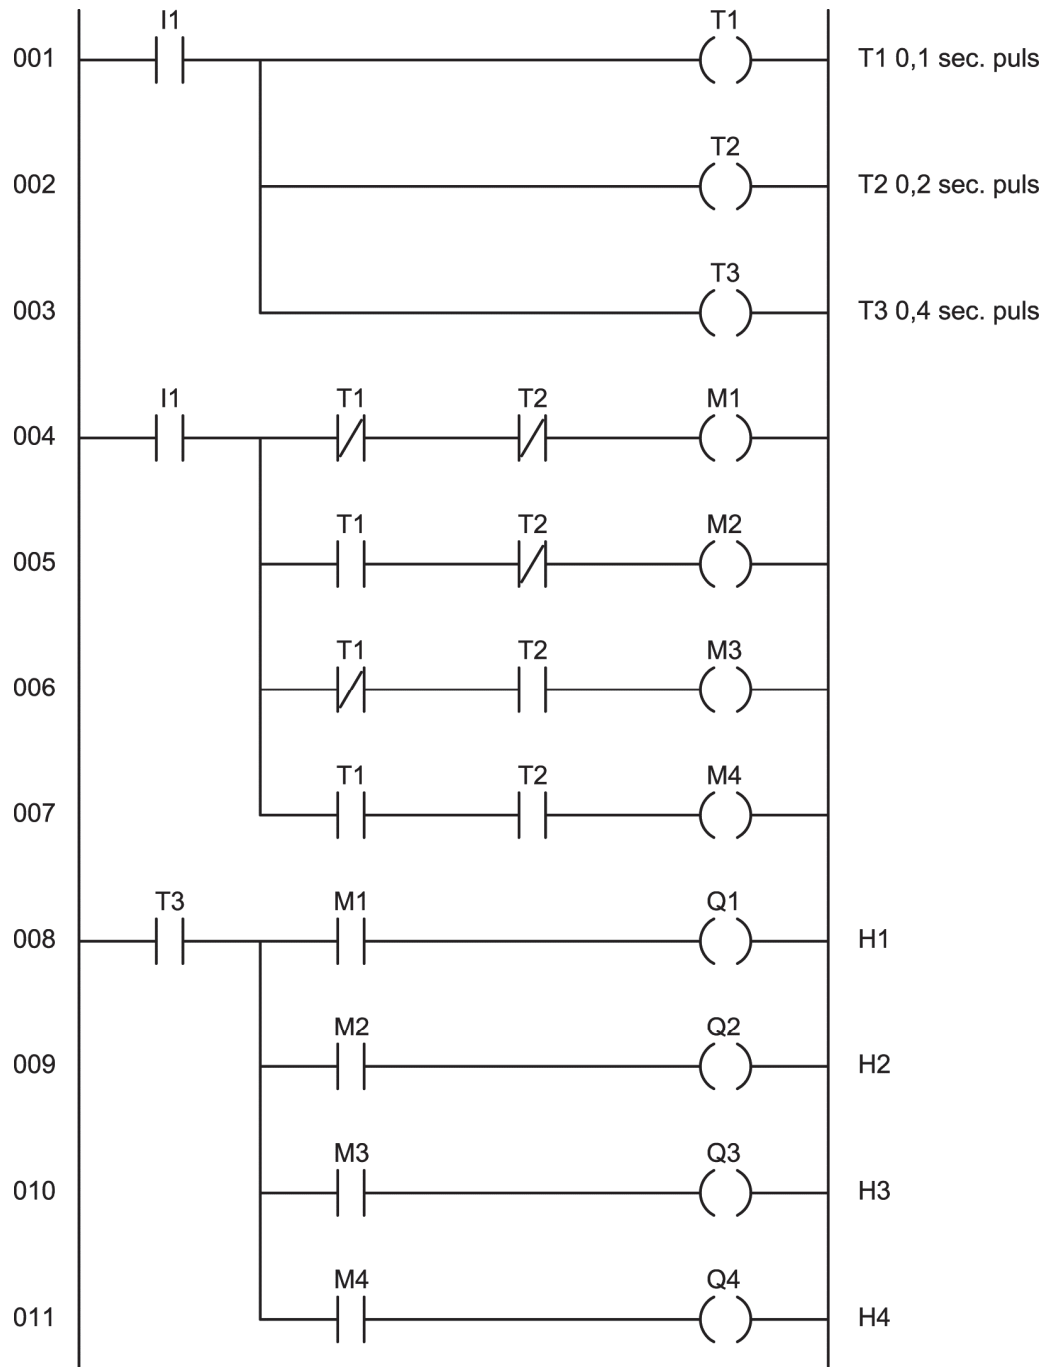 I1 T1
001 T1 0,1 sec. puls
T2
002 T2 0,2 sec. puls
T3
003 T3 0,4 sec. puls
I1 T1 T2 M1
004
T1 T2 M2
005
T1 T2 M3
006
T1 T2 M4
007
T3 M1 Q1
008 H1
M2 Q2
009 H2
M3 Q3
010 H3
M4 Q4
011 H4